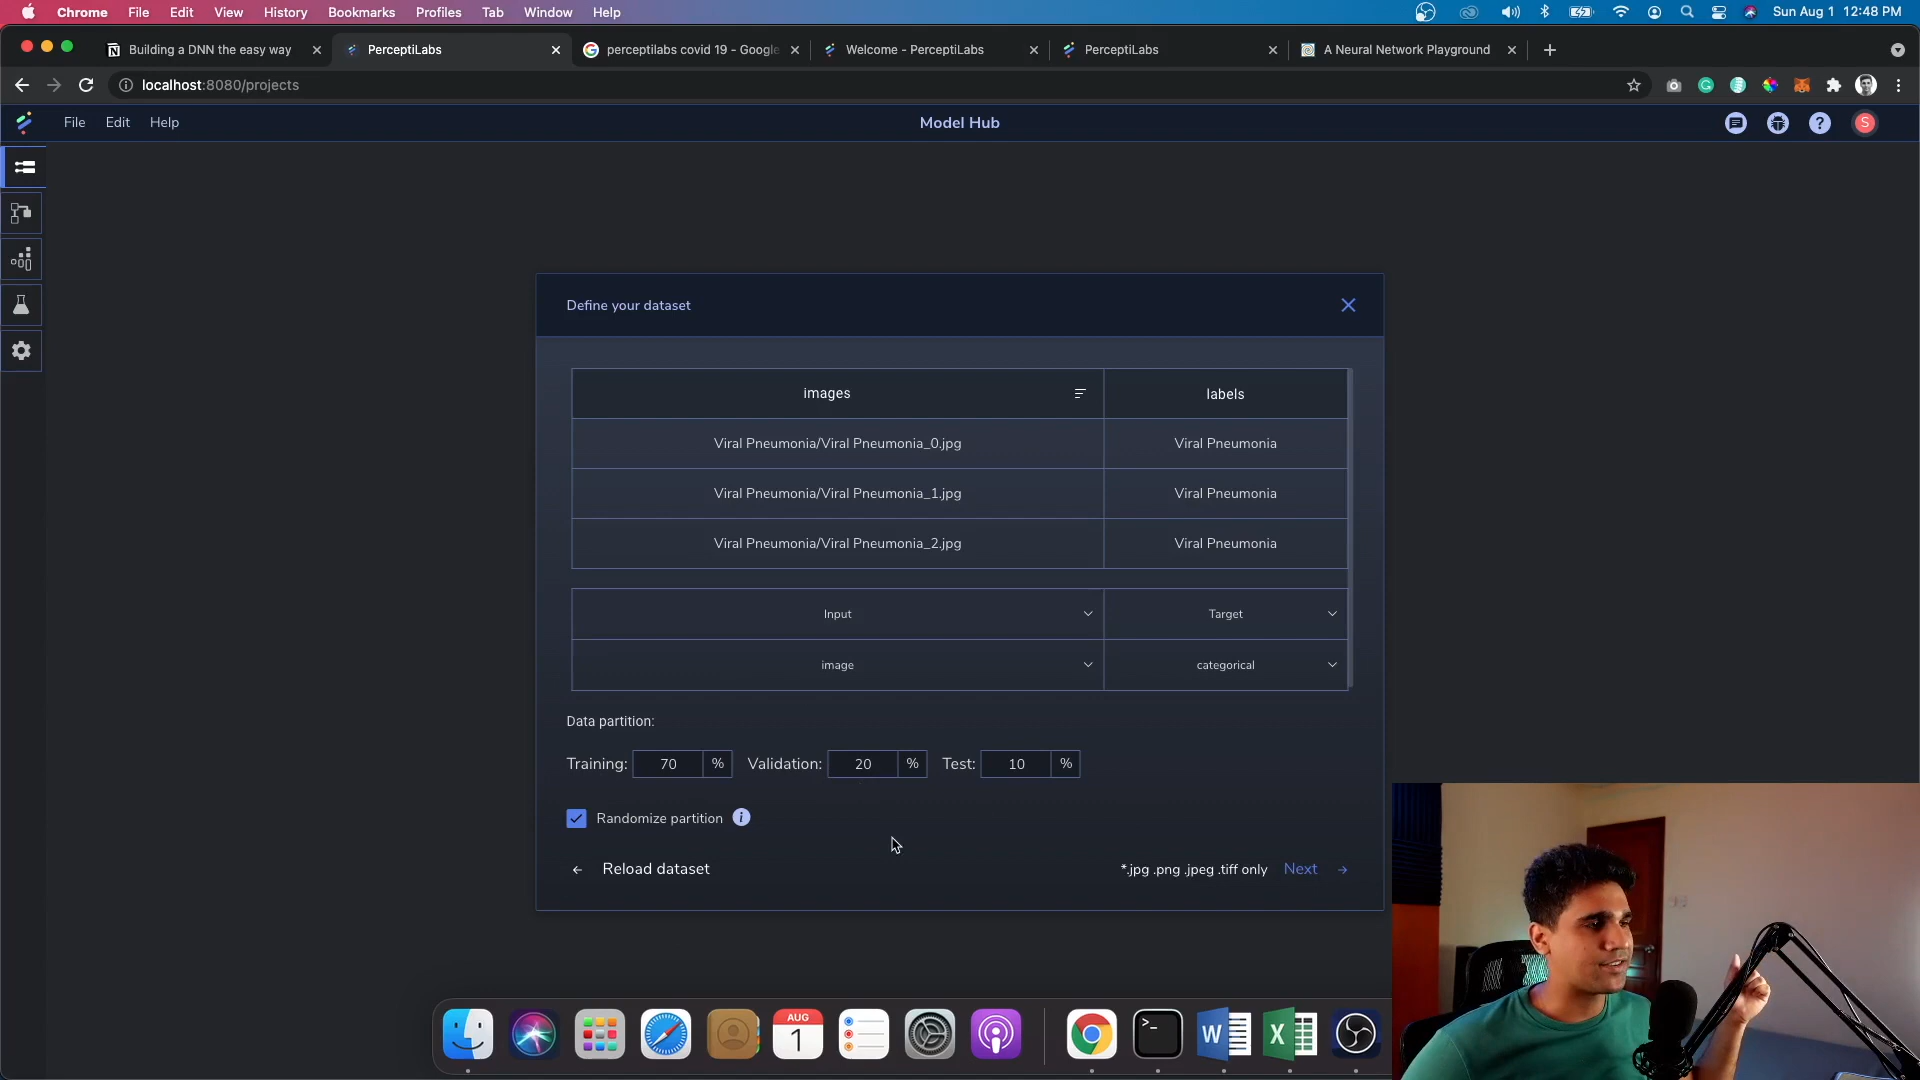 Chrome File Edit View History Bookmarks Profiles Tab Window Help Sun Aug 1 12:48 PM
Building a DNN the easy way PerceptiLabs perceptilabs covid 19 - Google Welcome - PerceptiLabs PerceptiLabs A Neural Network Playground
localhost:8080/projects
File Edit Help Model Hub S
Define your dataset
images labels
Viral Pneumonia/Viral Pneumonia_0.jpg Viral Pneumonia
Viral Pneumonia/Viral Pneumonia_1.jpg Viral Pneumonia
Viral Pneumonia/Viral Pneumonia_2.jpg Viral Pneumonia
Input Target
image categorical
Data partition:
Training: 70 % Validation: 20 % Test: 10 %
Randomize partition
Reload dataset *.jpg .png .jpeg .tiff only Next
AUG
1